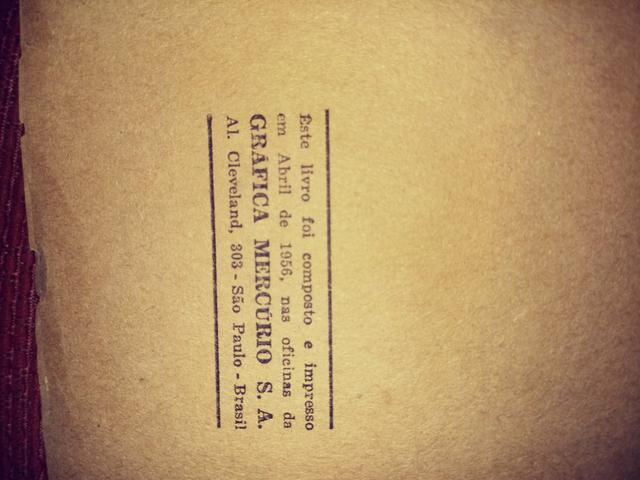 Este livro foi composto e impresso
em Abril de 1956, nas oficinas da
GRÁFICA MERCÚRIO S. A.
Al. Cleveland, 303 - São Paulo - Brasil